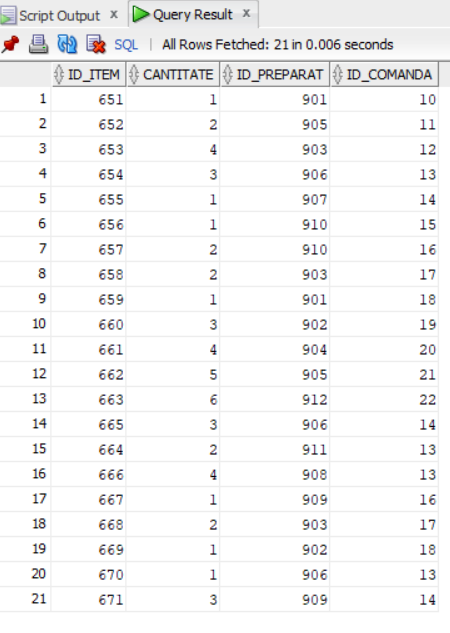 Script Output x Query Result x
SQL | All Rows Fetched: 21 in 0.006 seconds
ID_ITEM CANTITATE ID_PREPARAT ID_COMANDA
1 651 1 901 10
2 652 2 905 11
3 653 4 903 12
4 654 3 906 13
5 655 1 907 14
6 656 1 910 15
7 657 2 910 16
8 658 2 903 17
9 659 1 901 18
10 660 3 902 19
11 661 4 904 20
12 662 5 905 21
13 663 6 912 22
14 665 3 906 14
15 664 2 911 13
16 666 4 908 13
17 667 1 909 16
18 668 2 903 17
19 669 1 902 18
20 670 1 906 13
21 671 3 909 14